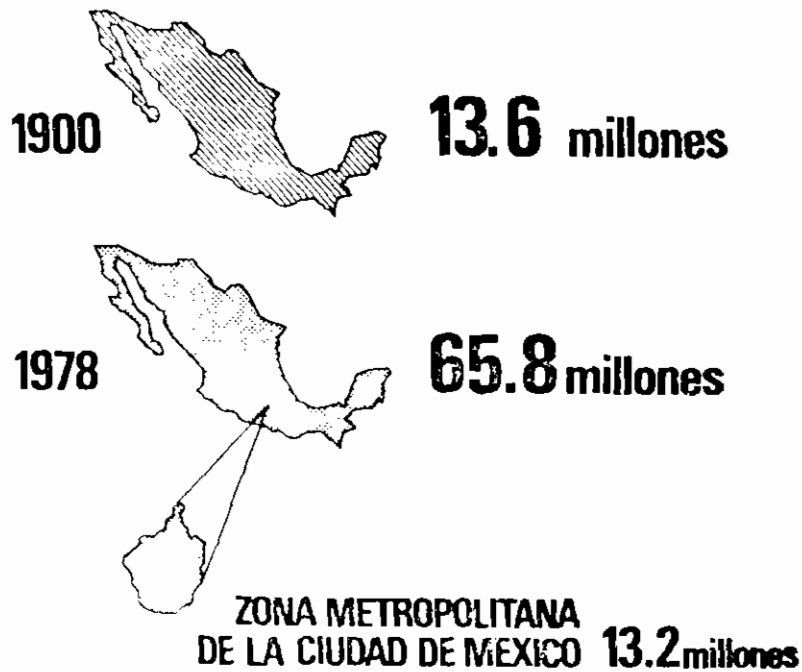 1900 13.6 millones
1978 65.8 millones
ZONA METROPOLITANA
DE LA CIUDAD DE MEXICO 13.2 millones